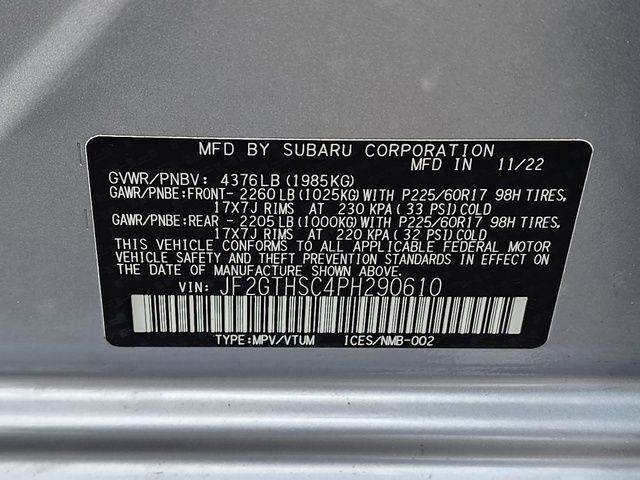 MFD BY SUBARU CORPORATION
MFD IN 11/22
GVWR/PNBV: 4376LB (1985KG)
GAWR/PNBE:FRONT-2260LB (1025KG) WITH P225/60R17 98H TIRES,
17X7J RIMS AT 230 KPA (33 PSI) COLD
GAWR/PNBE:REAR - 2205LB (1000KG) WITH P225/60R17 98H TIRES,
17X7J RIMS AT 220 KPA (32 PSI) COLD
THIS VEHICLE CONFORMS TO ALL APPLICABLE FEDERAL MOTOR
VEHICLE SAFETY AND THEFT PREVENTION STANDARDS IN EFFECT
ON THE DATE OF MANUFACTURE SHOWN ABOVE.
VIN: JF2GTHSC4PH290610
TYPE:MPV/VTUM ICES/NMB-002